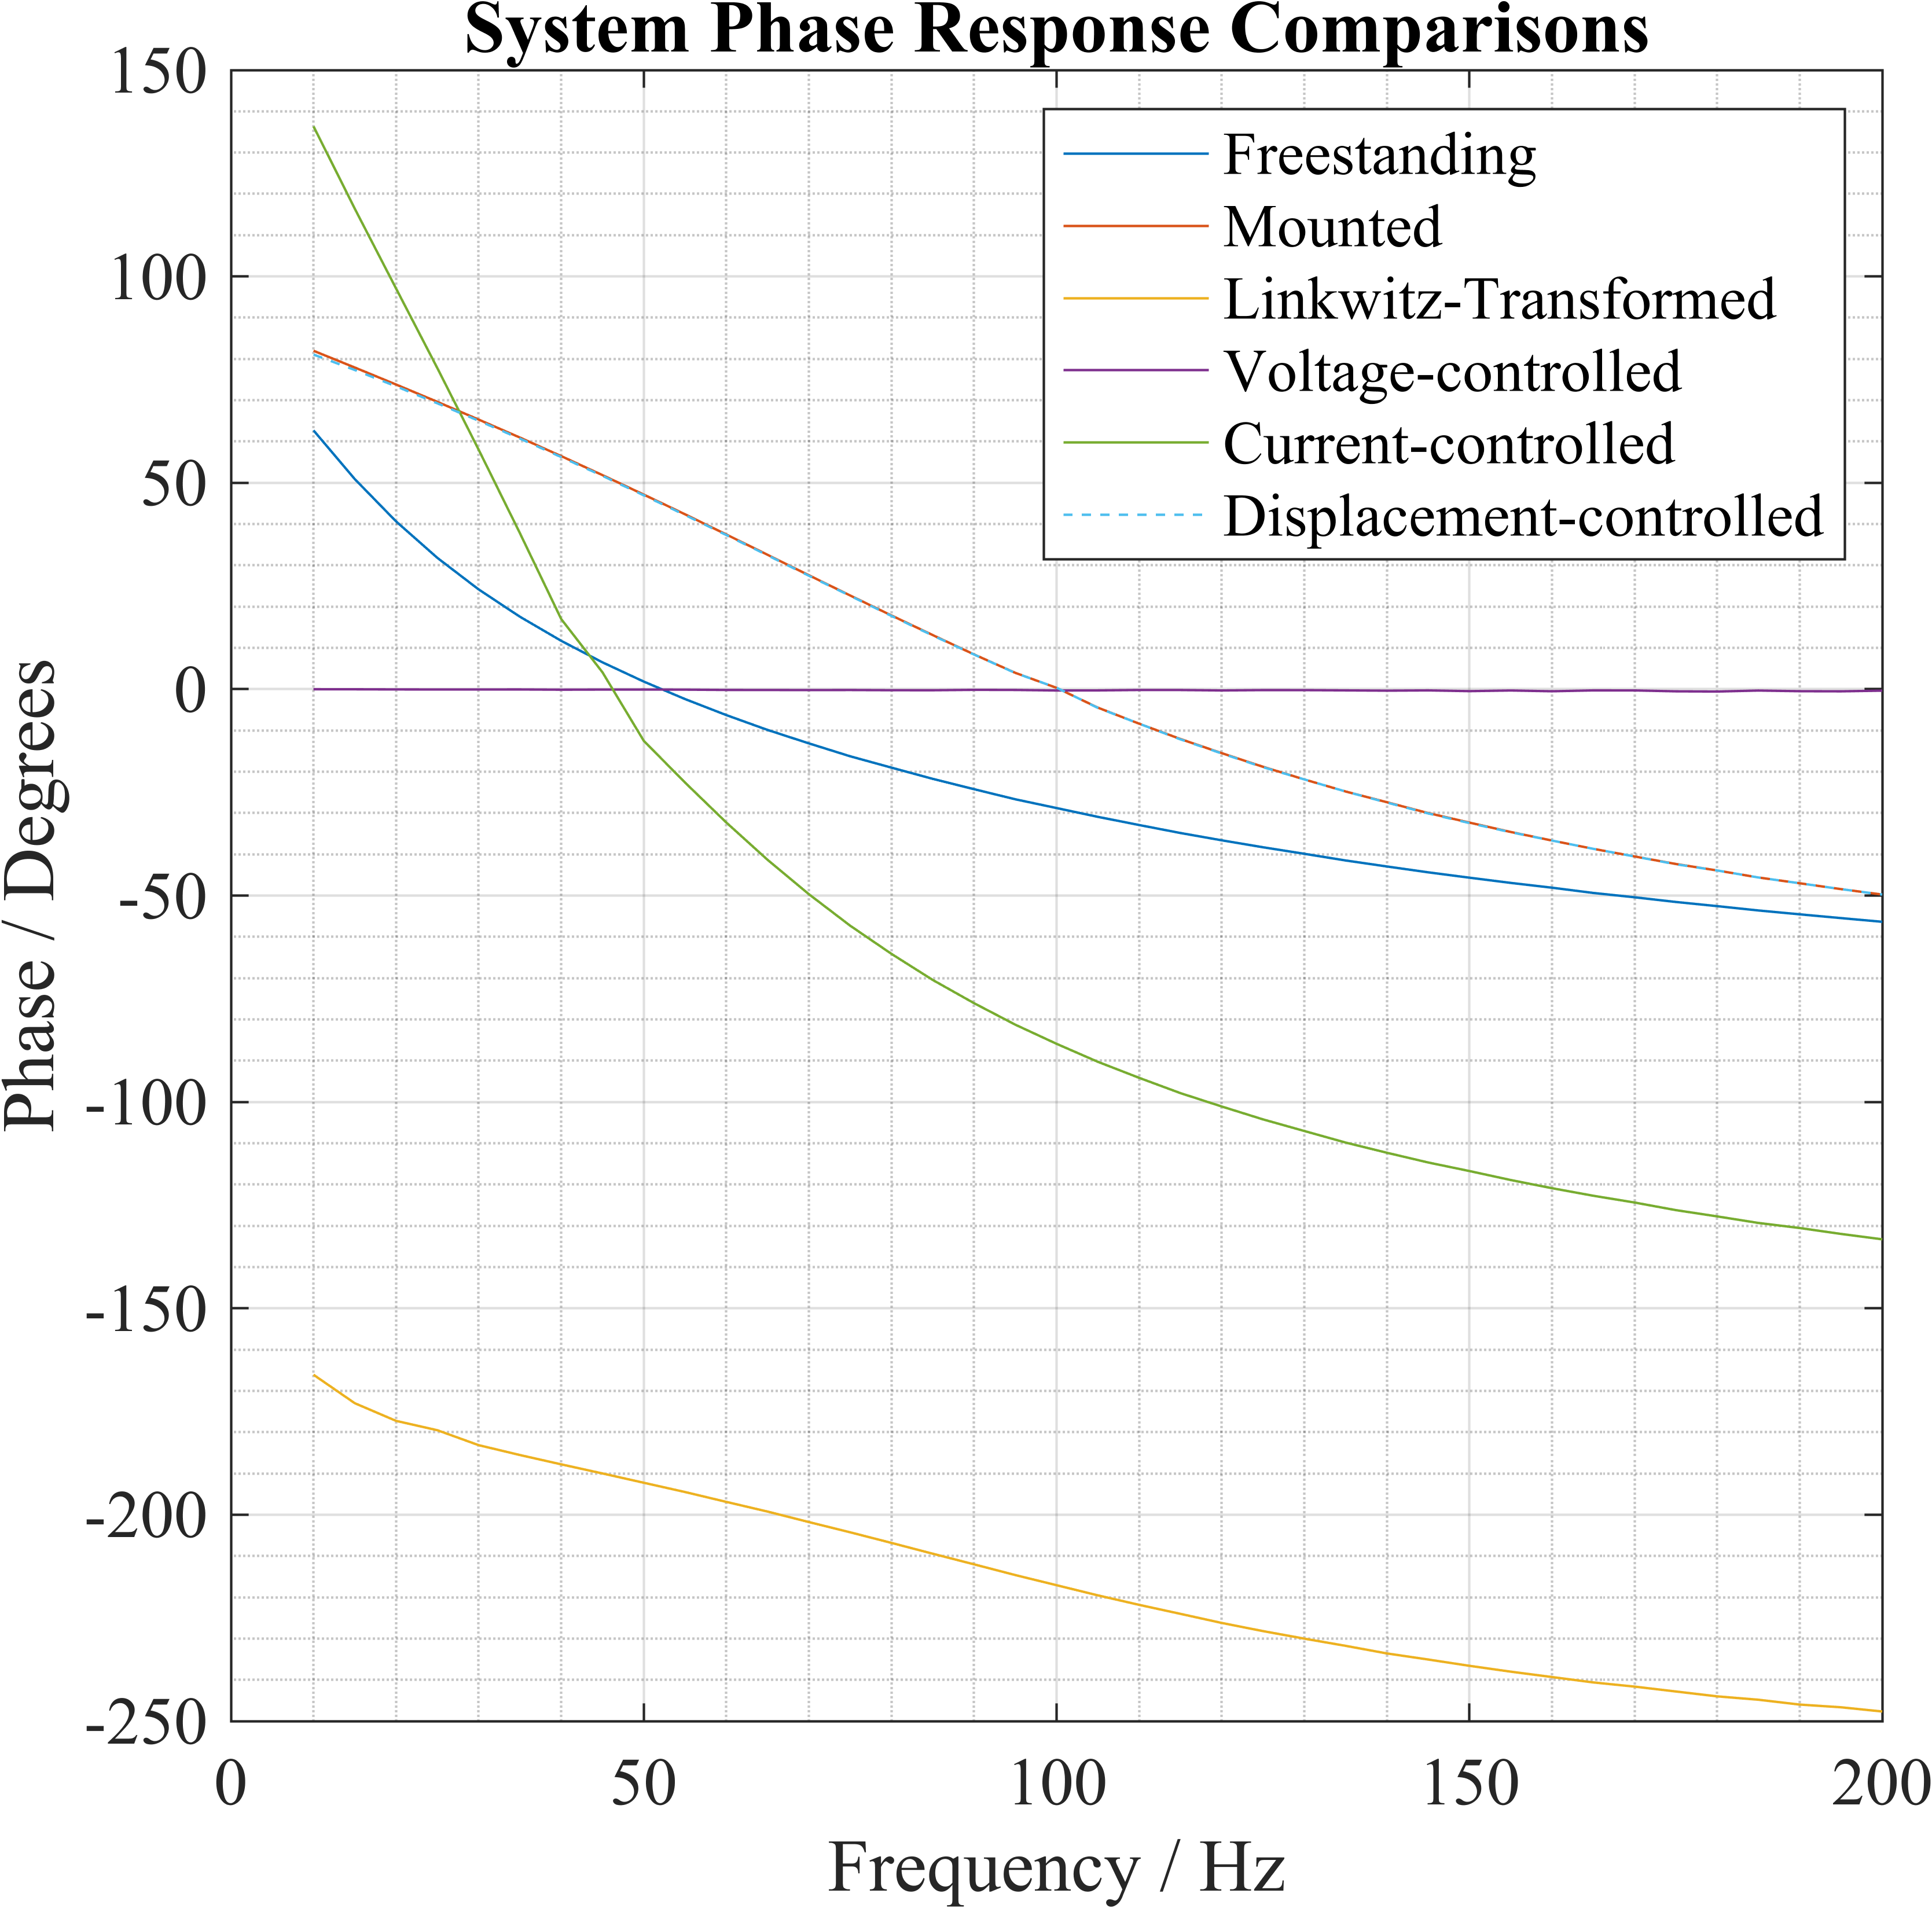 System Phase Response Comparisons
150
100
50
0
-50
-100
-150
-200
-250
Phase / Degrees
Freestanding
Mounted
Linkwitz-Transfomed
Voltage-controlled
Current-controlled
Displacement-controlled
0 50 100 150 200
Frequency / Hz